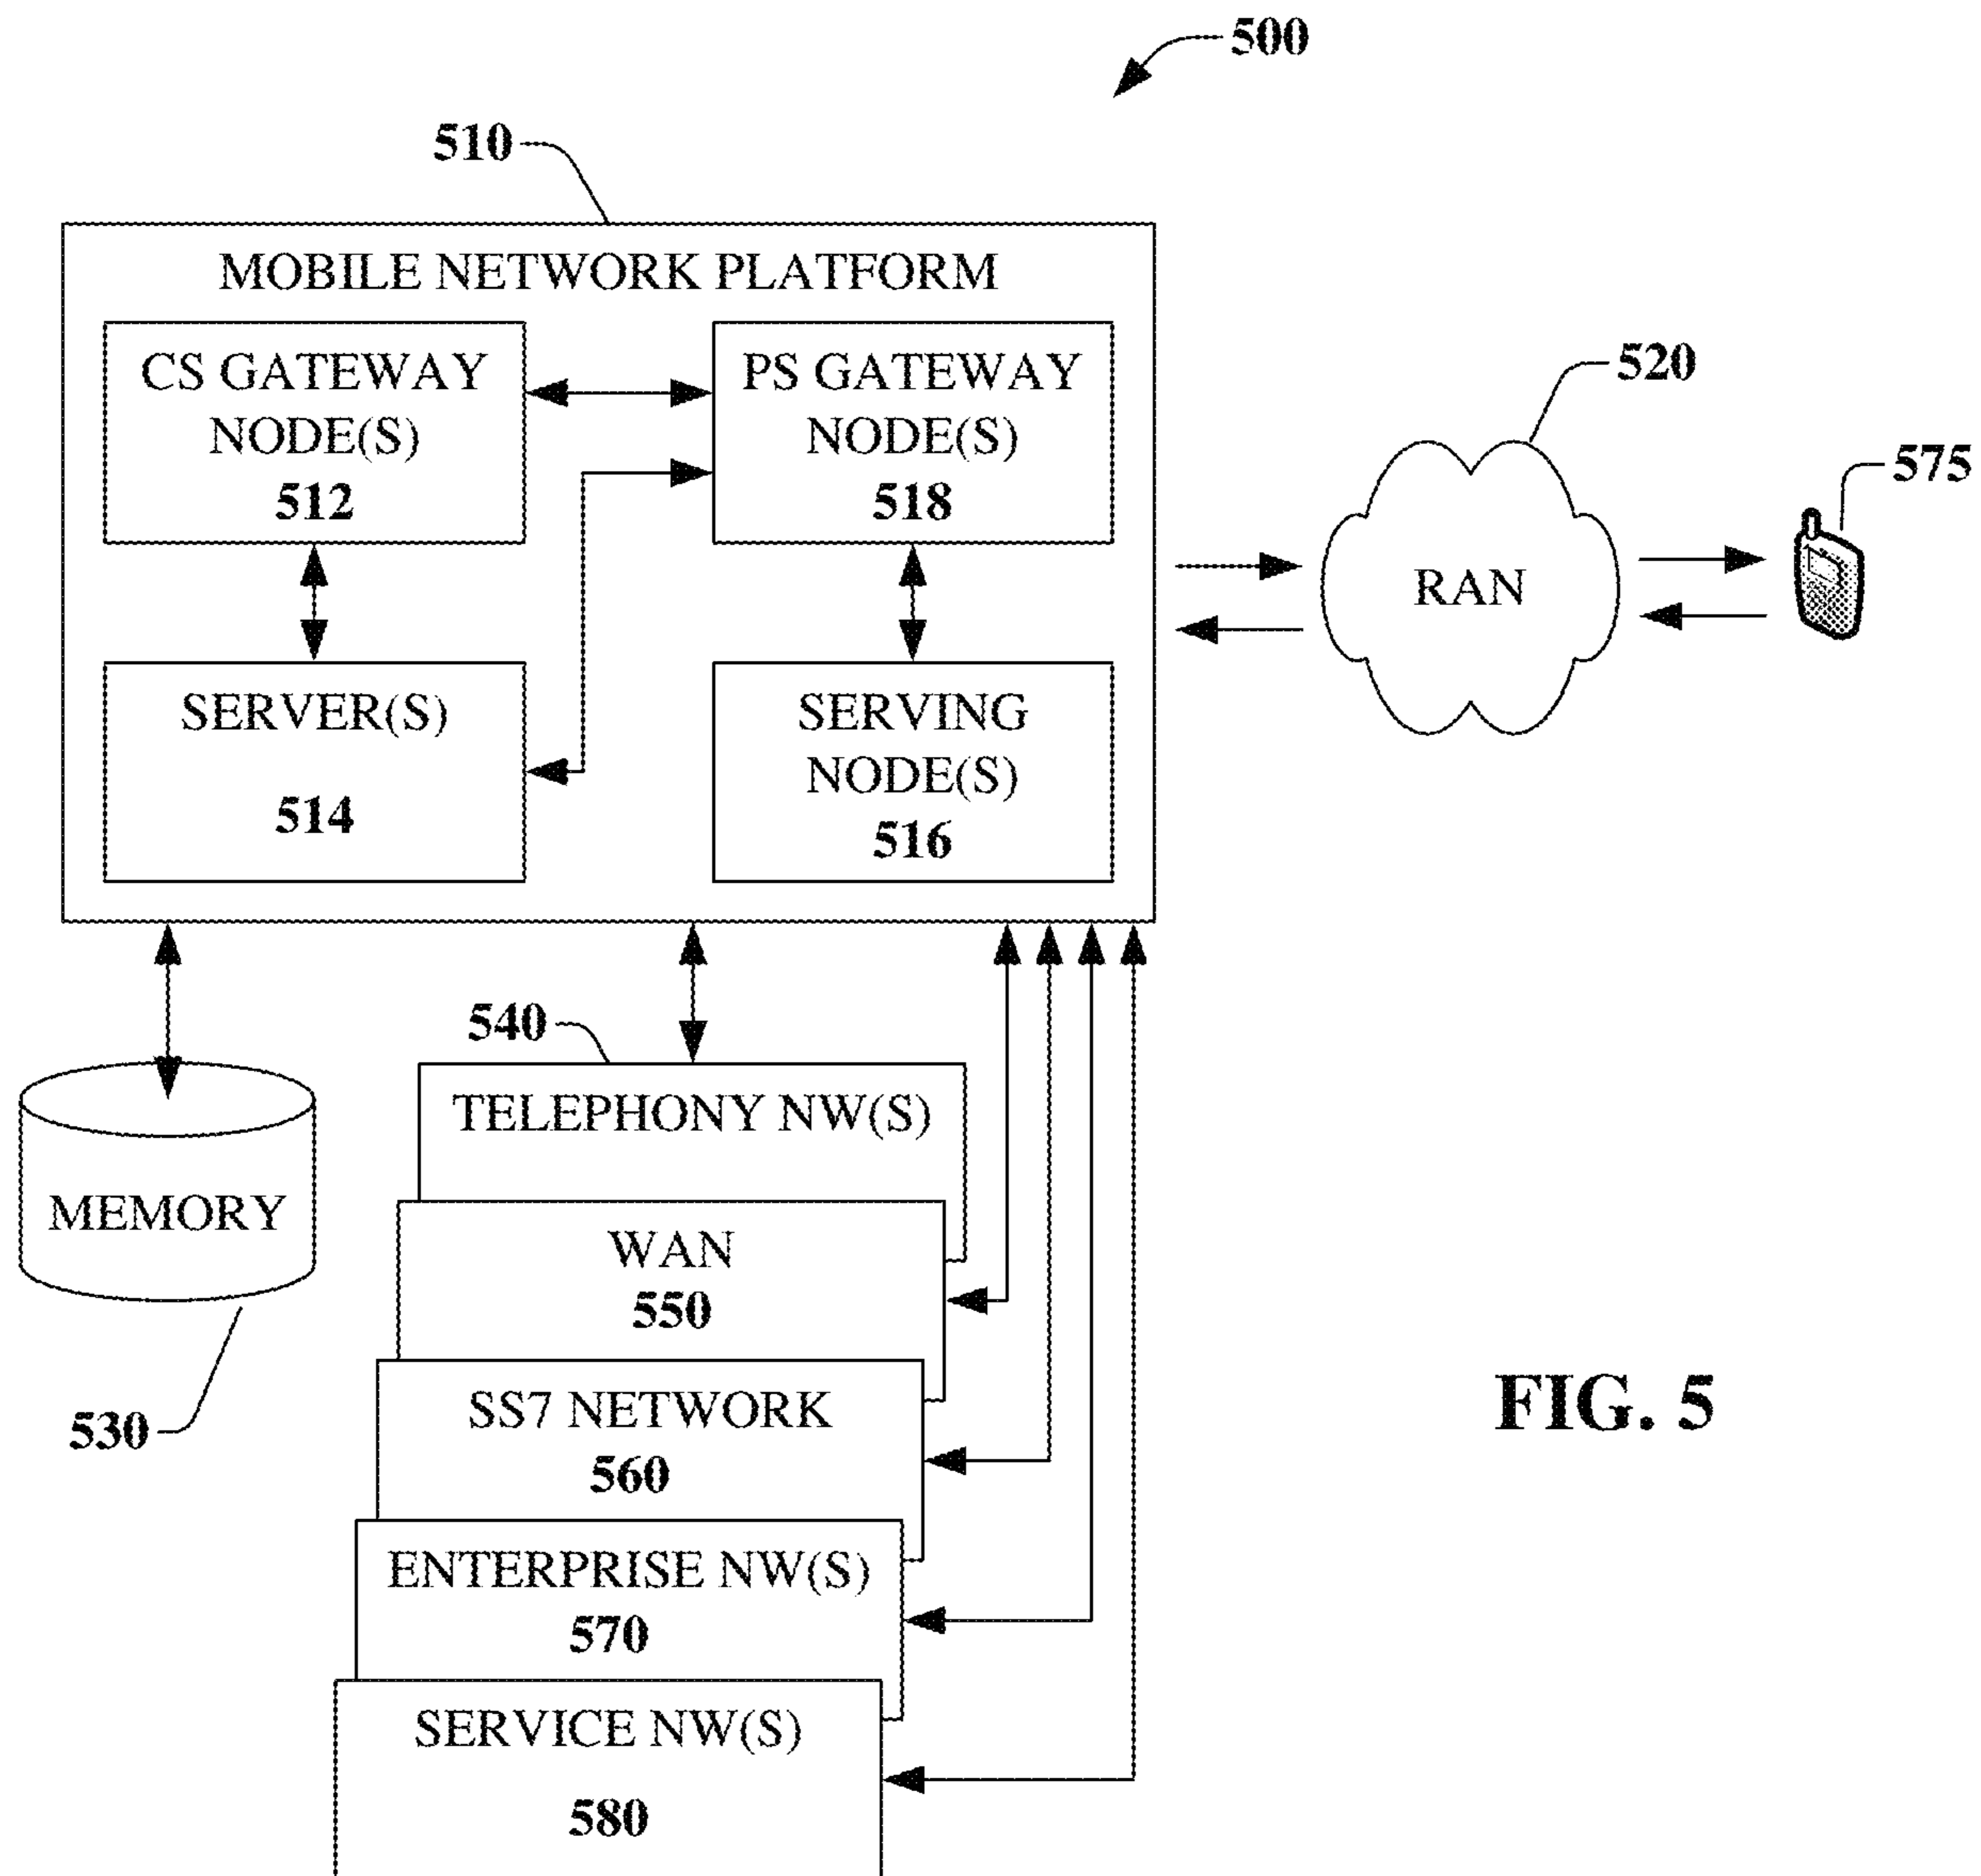 500
510
MOBILE NETWORK PLATFORM
CS GATEWAY
NODE(S)
512
PS GATEWAY
NODE(S)
518
SERVER(S)
514
SERVING
NODE(S)
516
520
RAN
575
540
TELEPHONY NW(S)
MEMORY
530
WAN
550
SS7 NETWORK
560
ENTERPRISE NW(S)
570
SERVICE NW(S)
580
FIG. 5